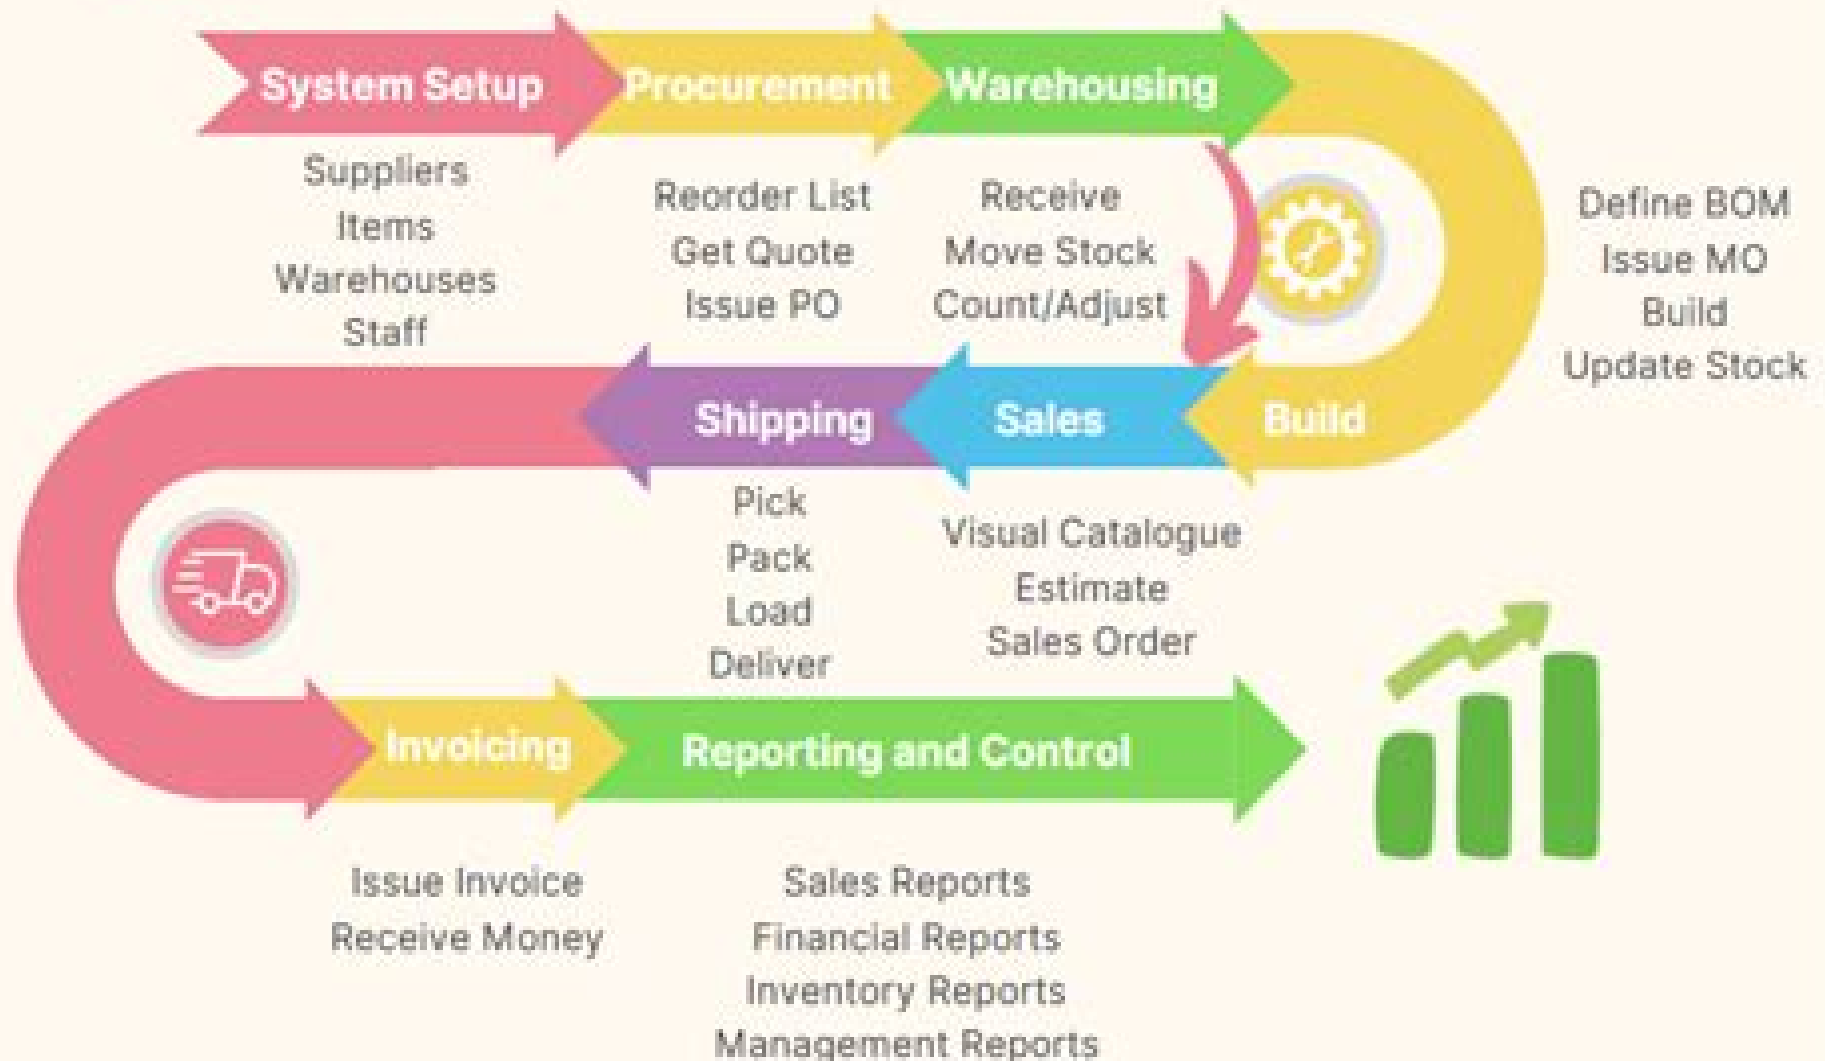 System Setup
Procurement
Warehousing
Suppliers
Items
Warehouses
Staff
Reorder List
Get Quote
Issue PO
Receive
Move Stock
Count/Adjust
Define BOM
Issue MO
Build
Update Stock
Build
Sales
Shipping
Visual Catalogue
Estimate
Sales Order
Pick
Pack
Load
Deliver
Invoicing
Reporting and Control
Issue Invoice
Receive Money
Sales Reports
Financial Reports
Inventory Reports
Management Reports